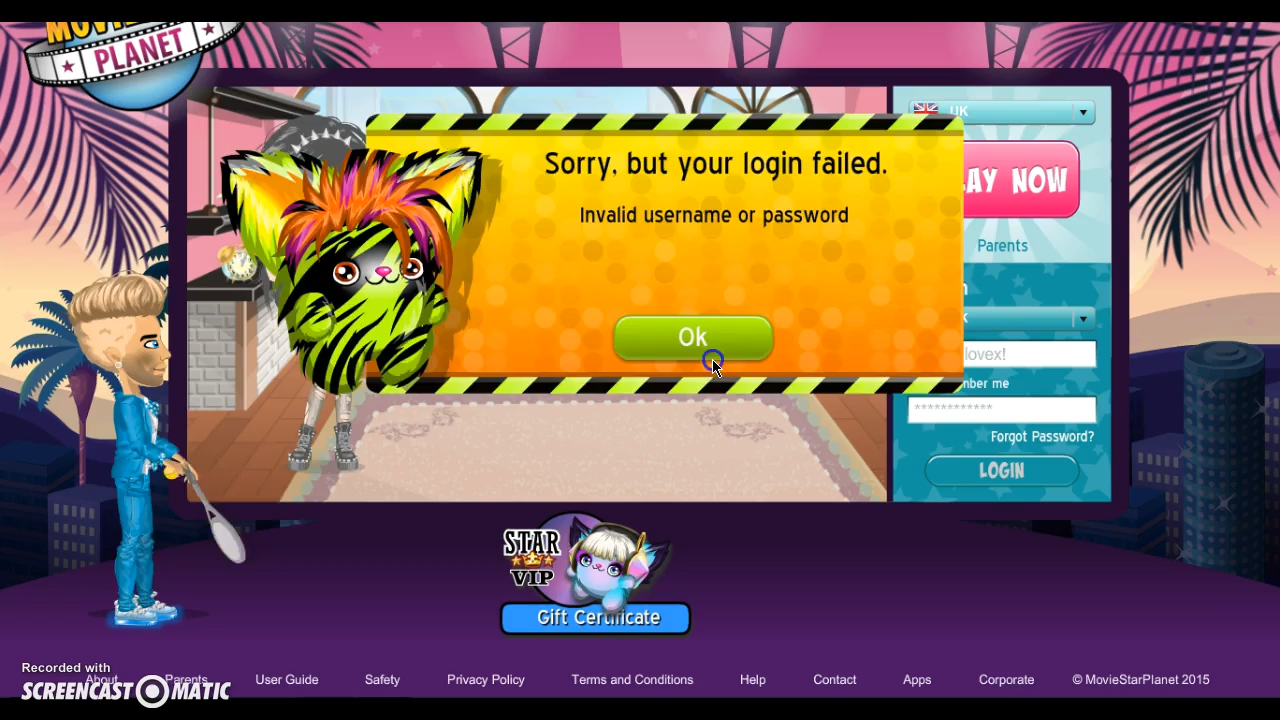 PLANET
Sorry, but your login failed.
Invalid username or password
Ok
UK
AY NOW
Parents
lovex!
mber me
************
Forgot Password?
LOGIN
STAR
VIP
Gift Certificate
Recorded with
SCREENCAST MATIC
About
Parents
User Guide
Safety
Privacy Policy
Terms and Conditions
Help
Contact
Apps
Corporate
© MovieStarPlanet 2015